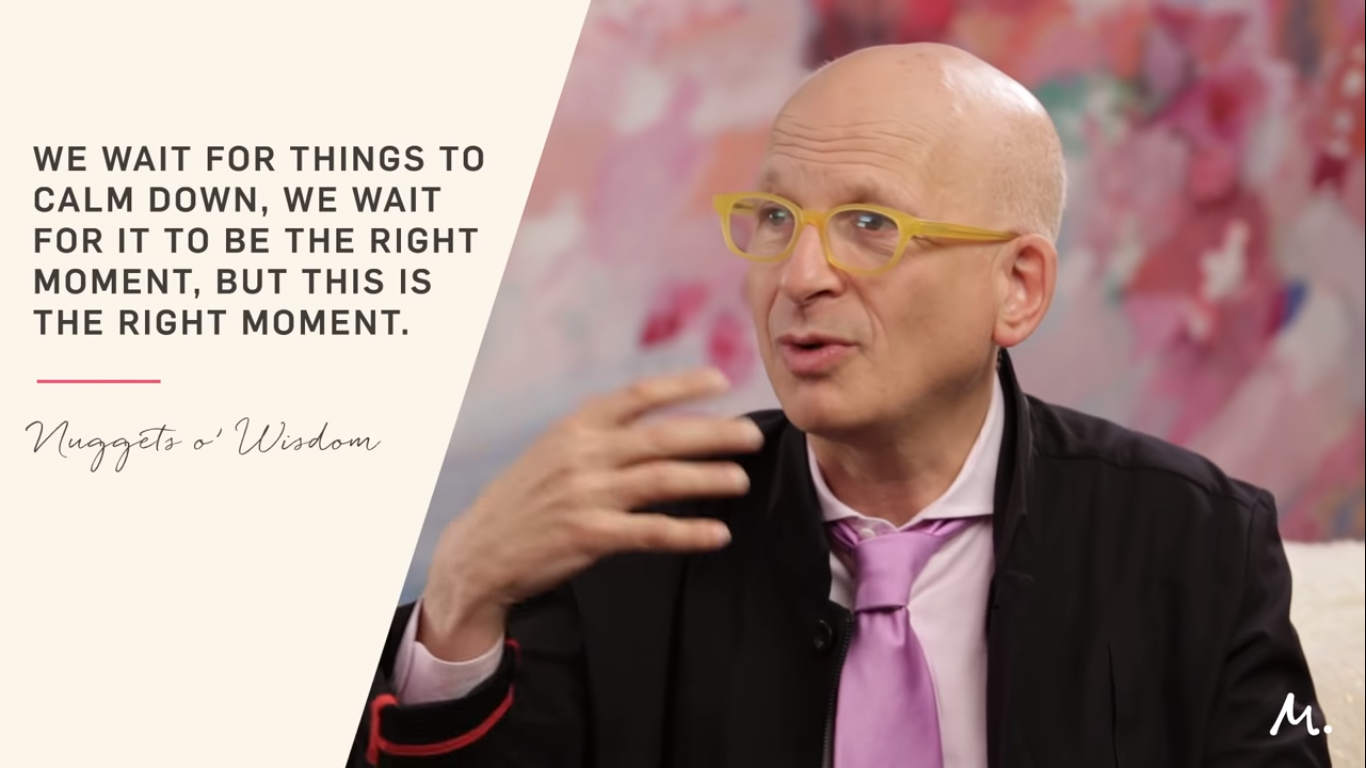 WE WAIT FOR THINGS TO
CALM DOWN, WE WAIT
FOR IT TO BE THE RIGHT
MOMENT, BUT THIS IS
THE RIGHT MOMENT.
Nuggets o' Wisdom
M.